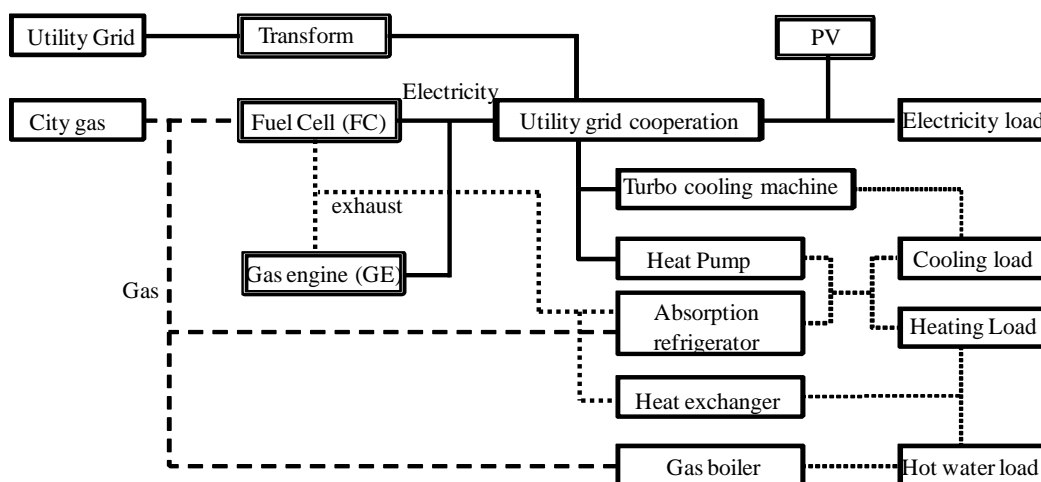 Utility Grid
Transform
PV
City gas
Fuel Cell (FC)
Electricity
Utility grid cooperation
Electricity load
exhaust
Turbo cooling machine
Gas engine (GE)
Heat Pump
Cooling load
Gas
Absorption
refrigerator
Heating Load
Heat exchanger
Gas boiler
Hot water load